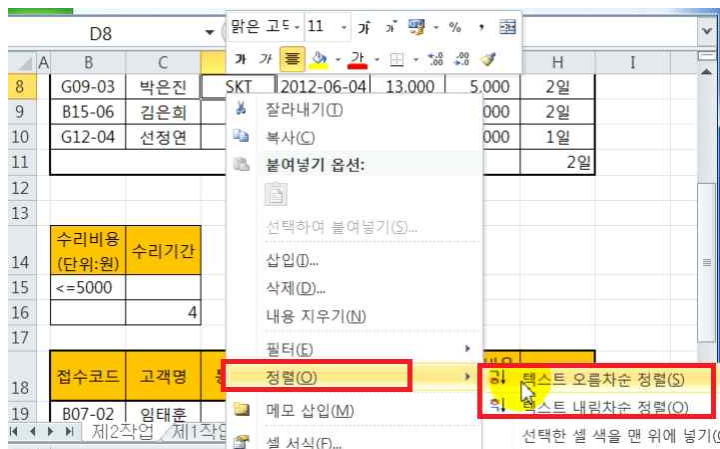 D8
맑은 고딕 11 가 가 % ,
가 가 가
A B C H I
8 G09-03 박은진 SKT 2012-06-04 13,000 5,000 2일
9 B15-06 김은희 000 2일
10 G12-04 선정연 000 1일
11 2일
12
13
14 수리비용 (단위:원) 수리기간
15 <=5000
16 4
17
18 접수코드 고객명
19 B07-02 임태훈
잘라내기(T)
복사(C)
붙여넣기 옵션:
선택하여 붙여넣기(S)...
삽입(I)...
삭제(D)...
내용 지우기(N)
필터(E)
정렬(O)
메모 삽입(M)
셀 서식(F)...
텍스트 오름차순 정렬(S)
텍스트 내림차순 정렬(O)
선택한 셀 색을 맨 위에 넣기(
제2작업 제1작업